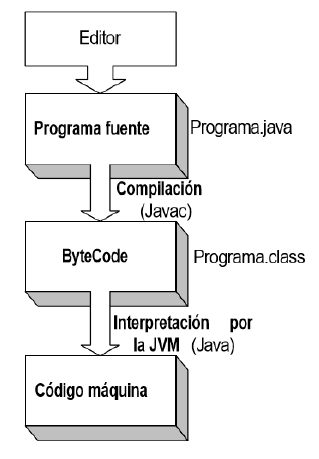 Editor
Programa fuente
Programa.java
Compilación
(Javac)
ByteCode
Programa.class
Interpretación por
la JVM (Java)
Código máquina